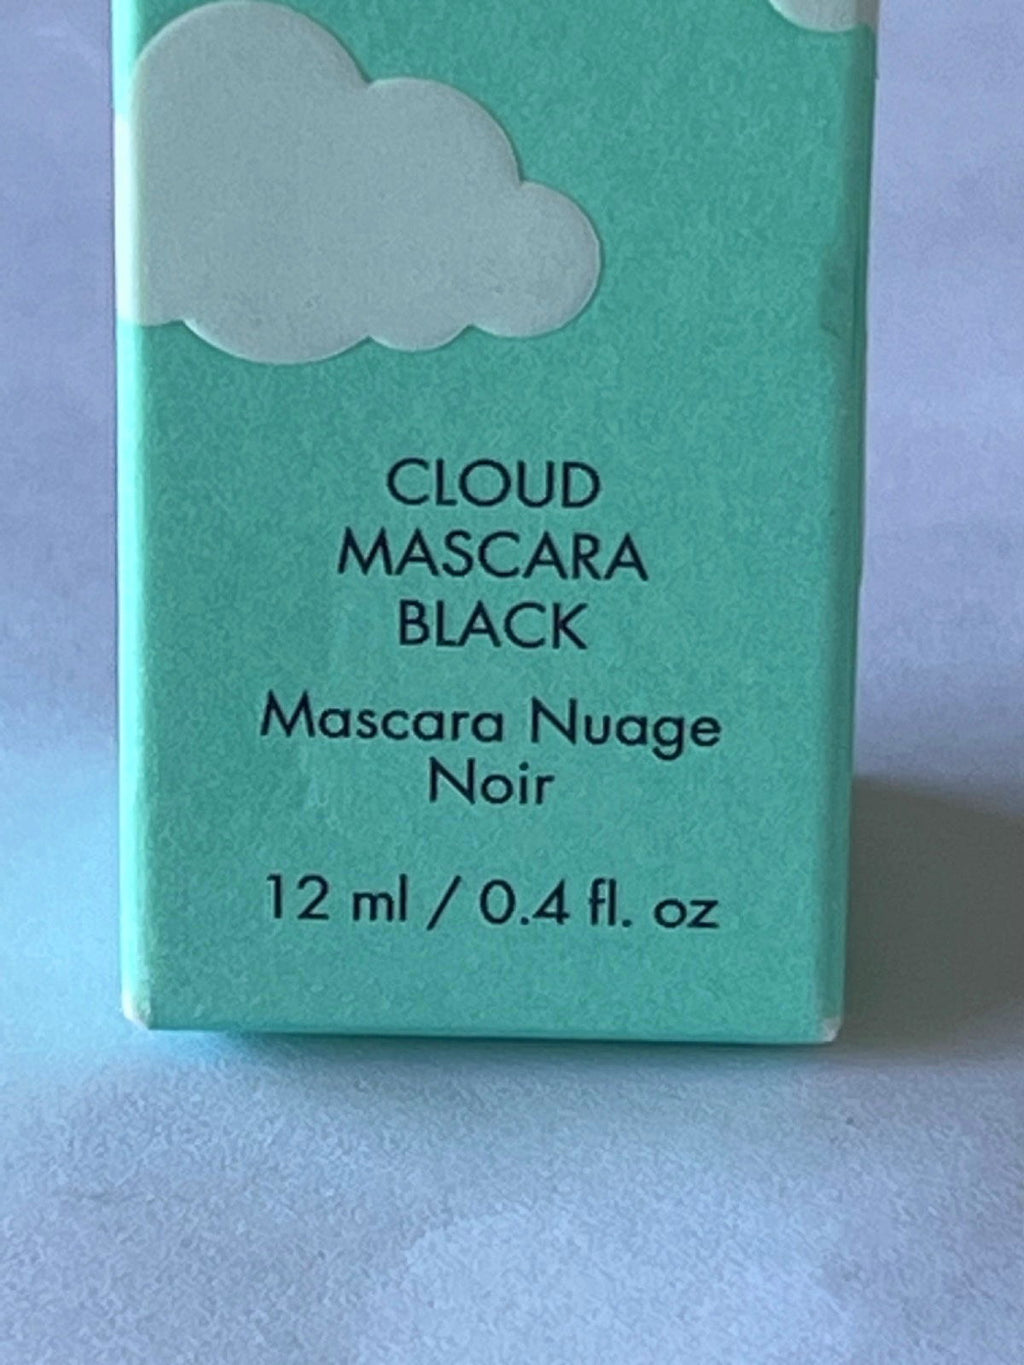 CLOUD
MASCARA
BLACK
Mascara Nuage
Noir
12 ml / 0.4 fl. oz